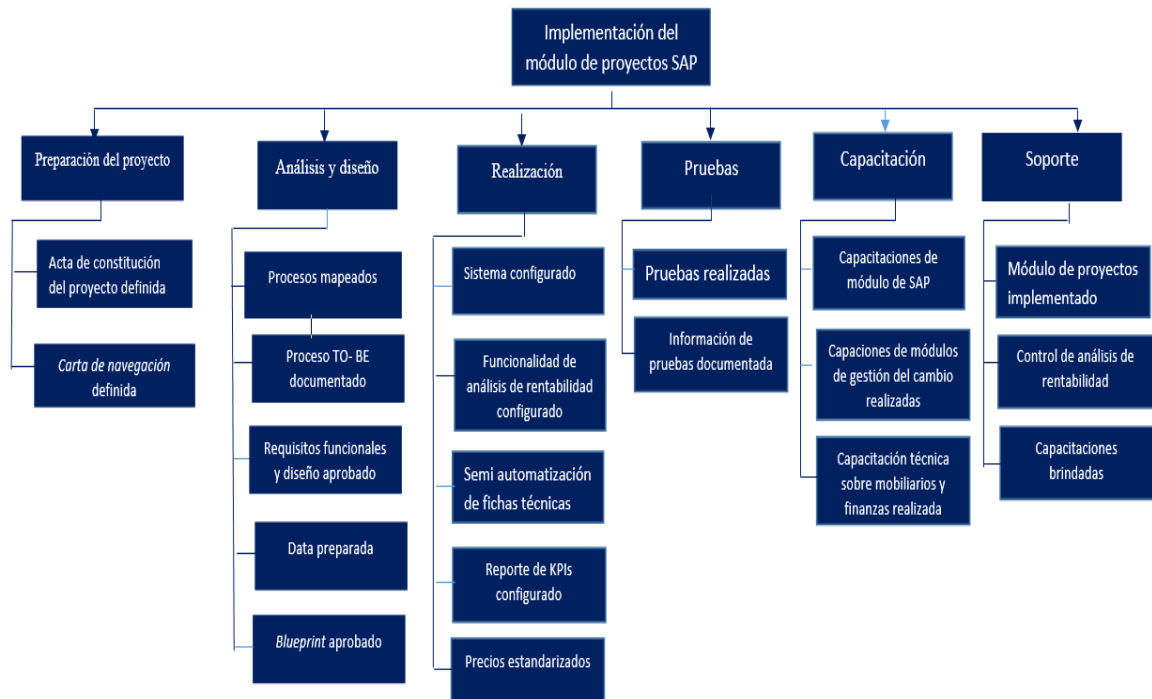 Implementación del
módulo de proyectos SAP
Preparación del proyecto
Acta de constitución
del proyecto definida
Carta de navegación
definida
Análisis y diseño
Procesos mapeados
Proceso TO- BE
documentado
Requisitos funcionales
y diseño aprobado
Data preparada
Blueprint aprobado
Realización
Sistema configurado
Funcionalidad de
análisis de rentabilidad
configurado
Semi automatización
de fichas técnicas
Reporte de KPIs
configurado
Precios estandarizados
Pruebas
Pruebas realizadas
Información de
pruebas documentada
Capacitación
Capacitaciones de
módulo de SAP
Capaciones de módulos
de gestión del cambio
realizadas
Capacitación técnica
sobre mobiliarios y
finanzas realizada
Soporte
Módulo de proyectos
implementado
Control de análisis de
rentabilidad
Capacitaciones
brindadas